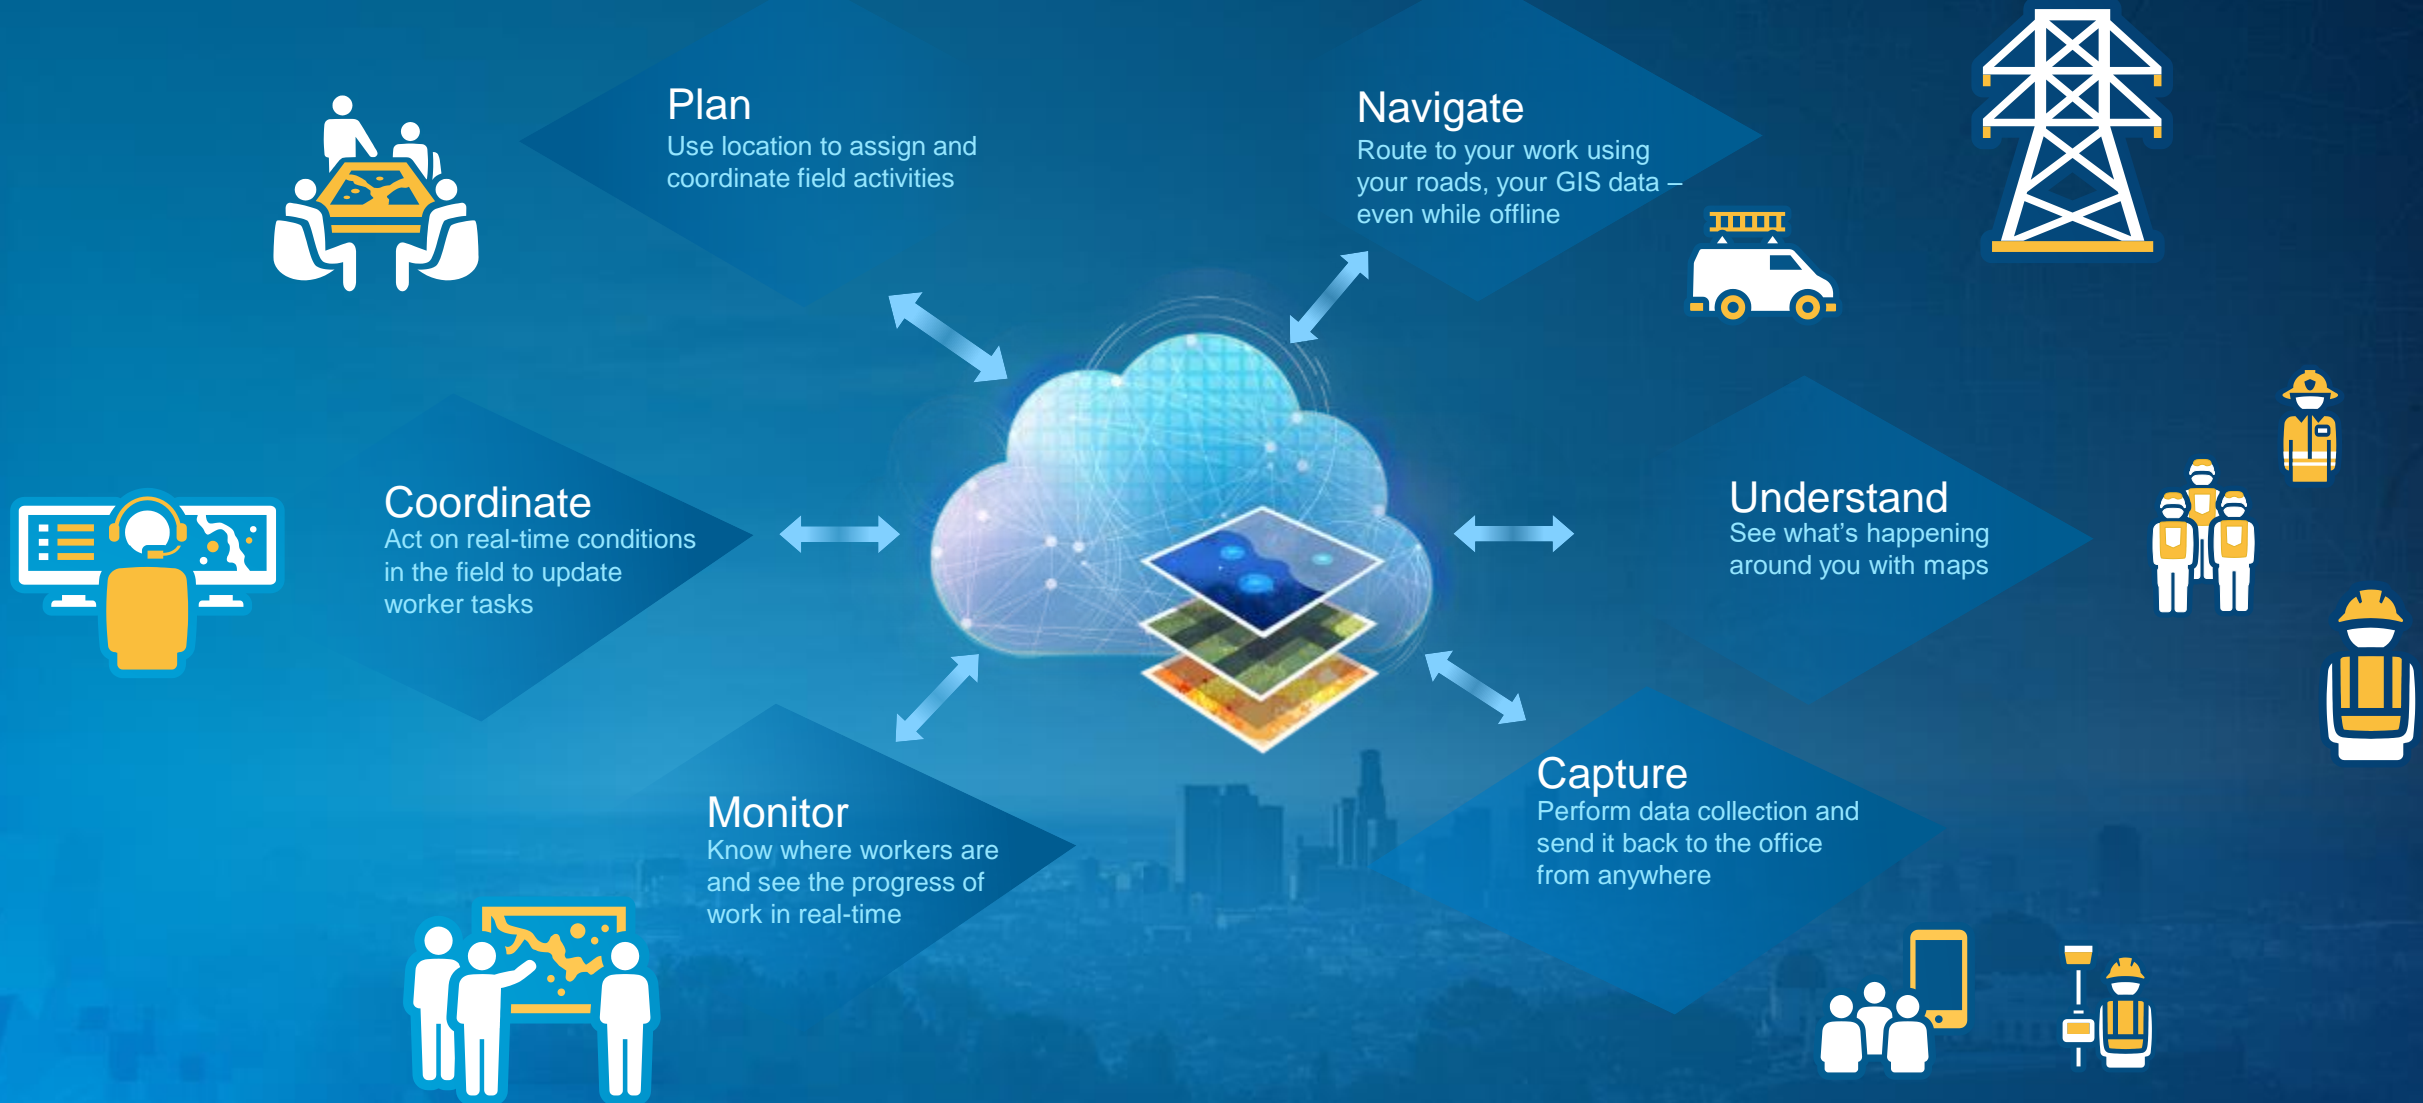 Plan
Use location to assign and
coordinate field activities
Navigate
Route to your work using
your roads, your GIS data –
even while offline
Coordinate
Act on real-time conditions
in the field to update
worker tasks
Understand
See what’s happening
around you with maps
Monitor
Know where workers are
and see the progress of
work in real-time
Capture
Perform data collection and
send it back to the office
from anywhere